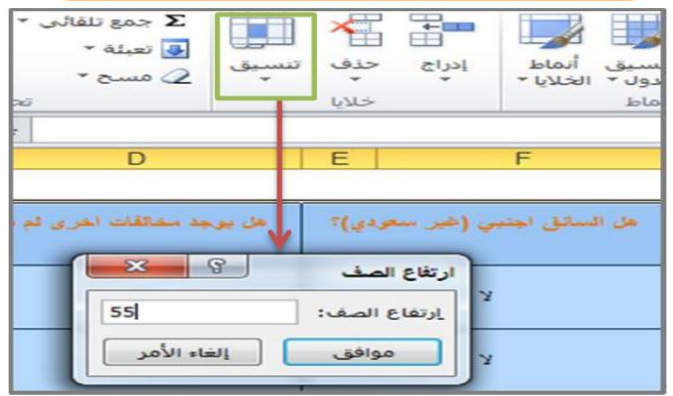 Σ جمع تلقائي
تعبئة
مسح
تنسيق
حذف
إدراج
خلايا
أنماط
الخلايا
D E F
هل السائق اجنبي (غير سعودي)؟
هل يوجد مخالفات اخرى لم
لا
لا
ارتفاع الصف
إرتفاع الصف:
55
موافق
إلغاء الأمر